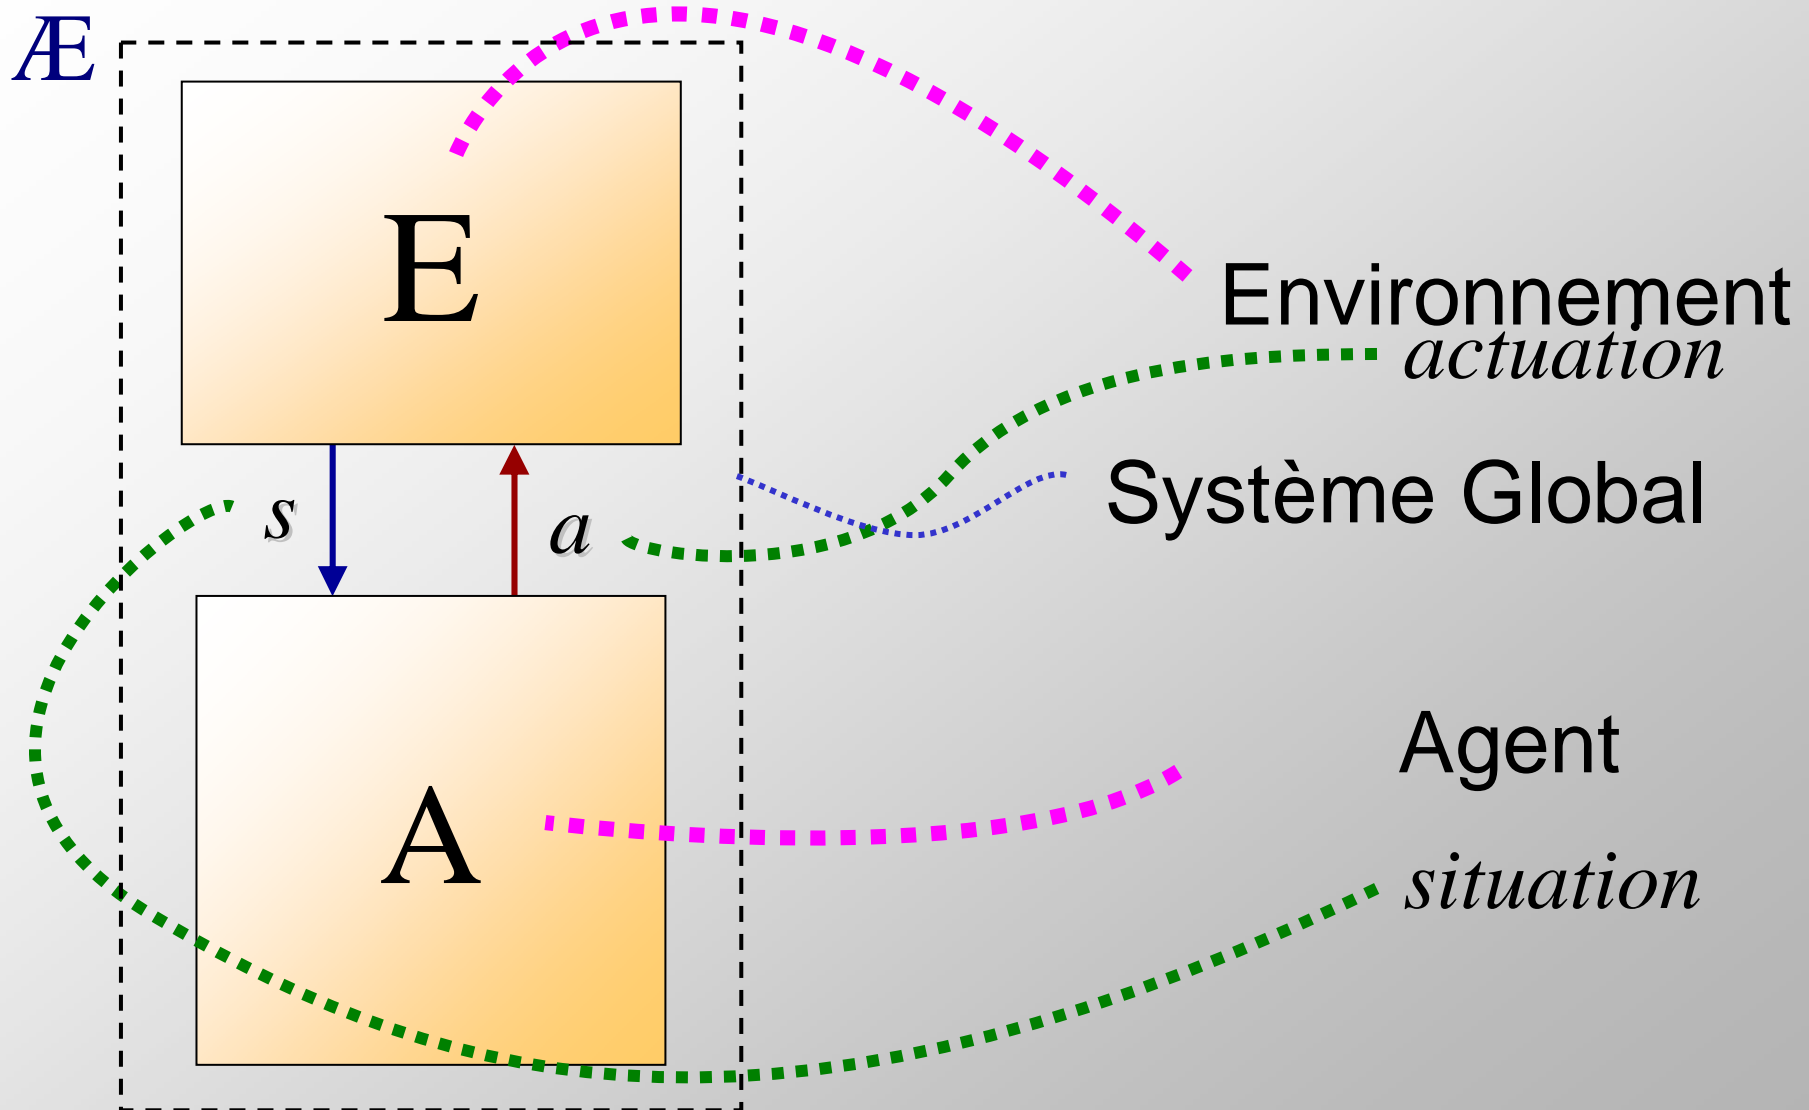 Æ
E
Environnement
actuation
Système Global
s
a
Agent
A
situation